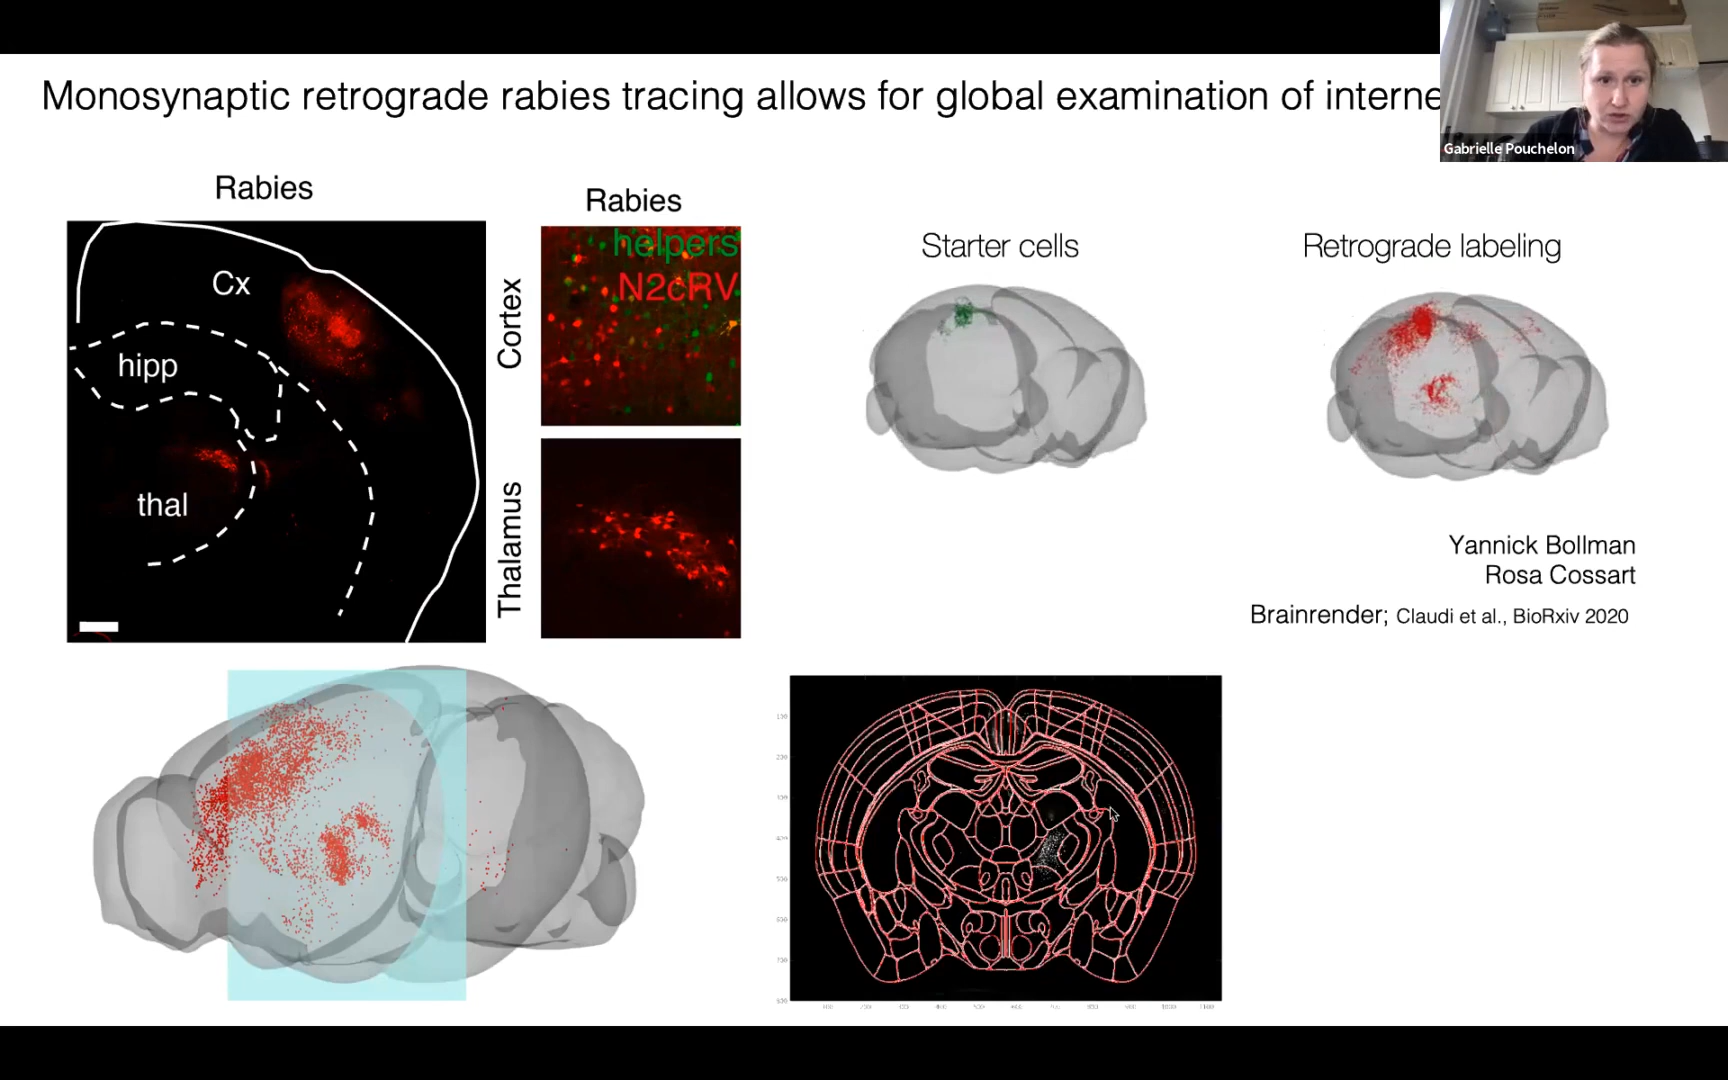 Monosynaptic retrograde rabies tracing allows for global examination of interne
Gabrielle Pouchelon
Rabies
Rabies
helpers
N2cRV
Cx
hipp
thal
Cortex
Thalamus
Starter cells
Retrograde labeling
Yannick Bollman
Rosa Cossart
Brainrender; Claudi et al., BioRxiv 2020